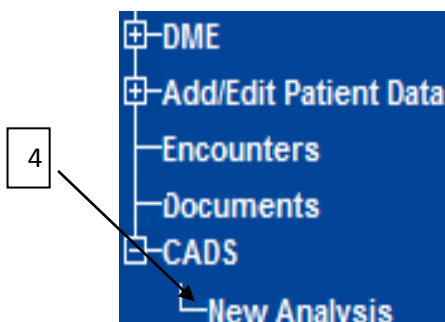 DME
Add/Edit Patient Data
Encounters
4
Documents
CADS
New Analysis